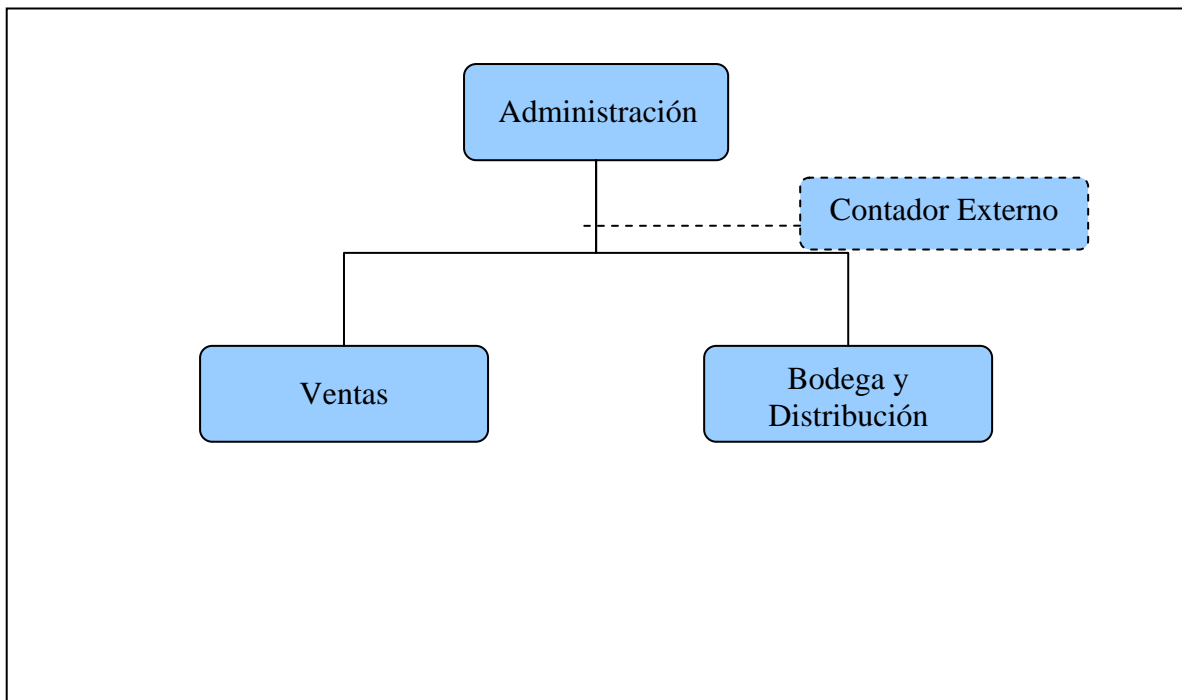 Administración
Contador Externo
Ventas
Bodega y
Distribución